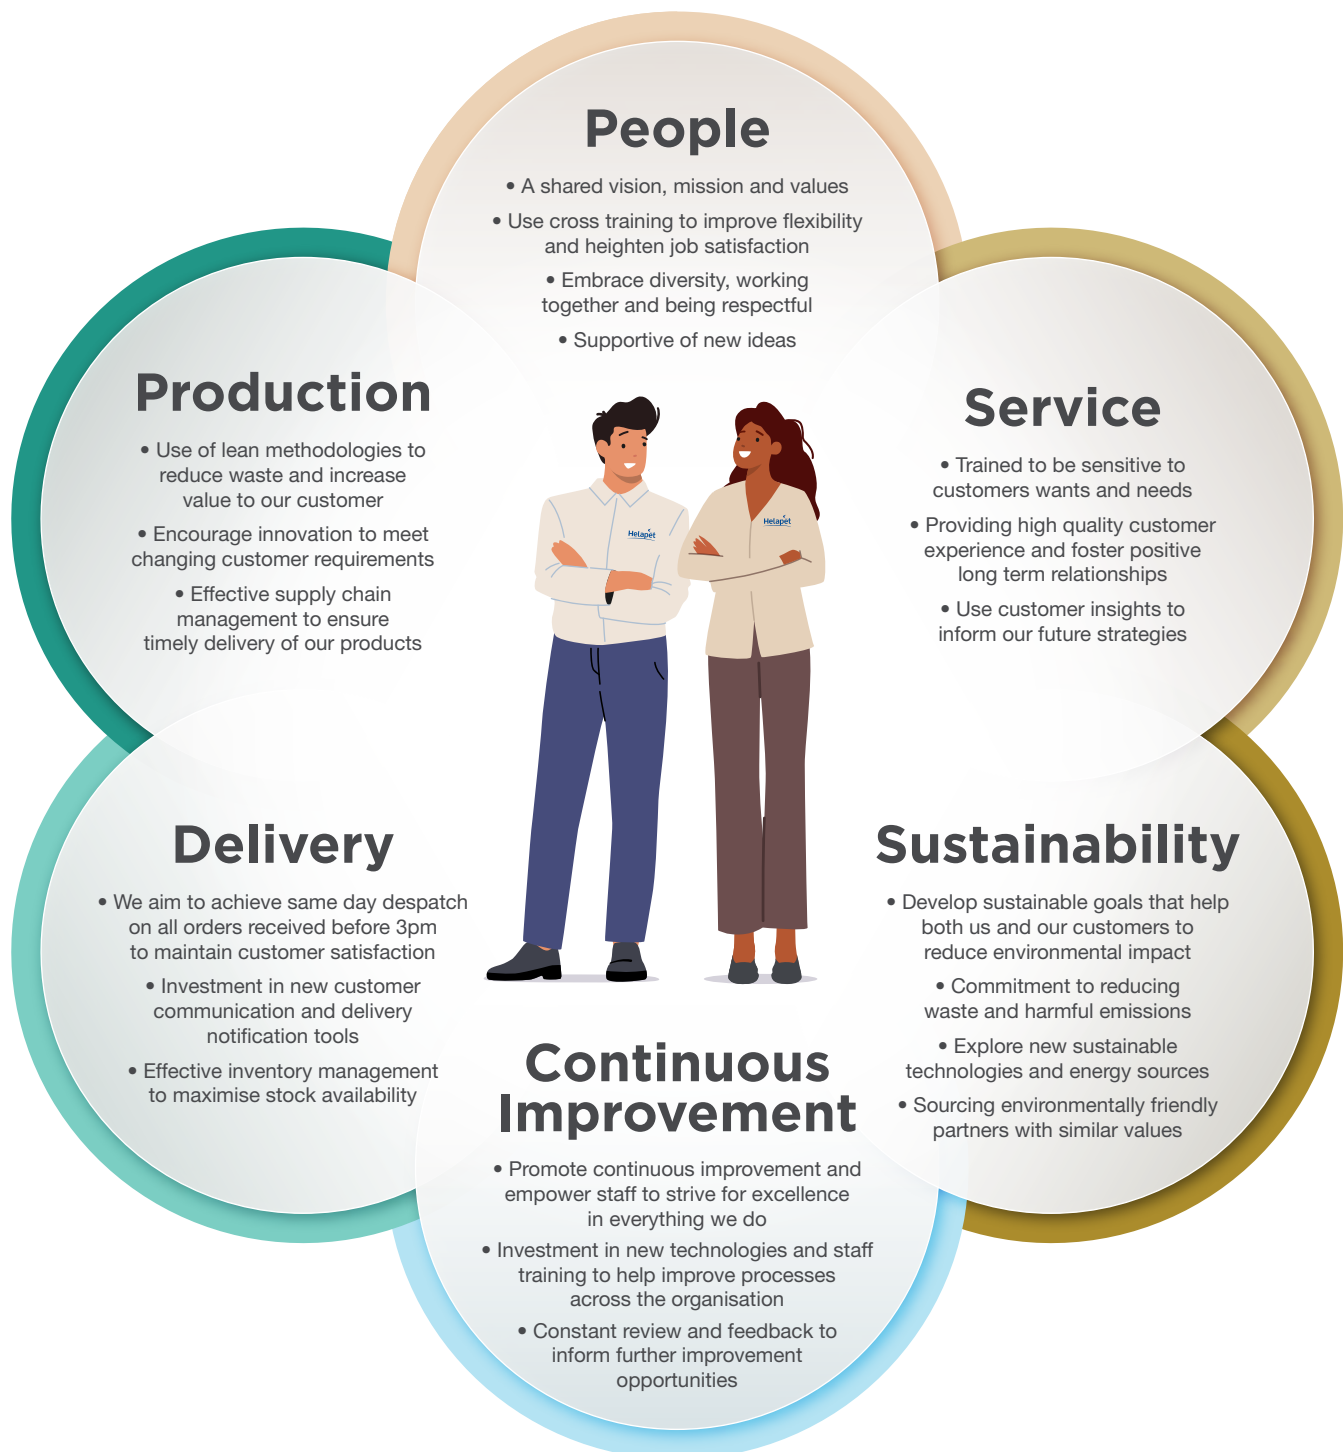 People
• A shared vision, mission and values
• Use cross training to improve flexibility
and heighten job satisfaction
• Embrace diversity, working
together and being respectful
• Supportive of new ideas
Production
• Use of lean methodologies to
reduce waste and increase
value to our customer
• Encourage innovation to meet
changing customer requirements
• Effective supply chain
management to ensure
timely delivery of our products
Service
• Trained to be sensitive to
customers wants and needs
• Providing high quality customer
experience and foster positive
long term relationships
• Use customer insights to
inform our future strategies
Helapet
Helapet
Delivery
• We aim to achieve same day despatch
on all orders received before 3pm
to maintain customer satisfaction
• Investment in new customer
communication and delivery
notification tools
• Effective inventory management
to maximise stock availability
Sustainability
• Develop sustainable goals that help
both us and our customers to
reduce environmental impact
• Commitment to reducing
waste and harmful emissions
• Explore new sustainable
technologies and energy sources
• Sourcing environmentally friendly
partners with similar values
Continuous
Improvement
• Promote continuous improvement and
empower staff to strive for excellence
in everything we do
• Investment in new technologies and staff
training to help improve processes
across the organisation
• Constant review and feedback to
inform further improvement
opportunities